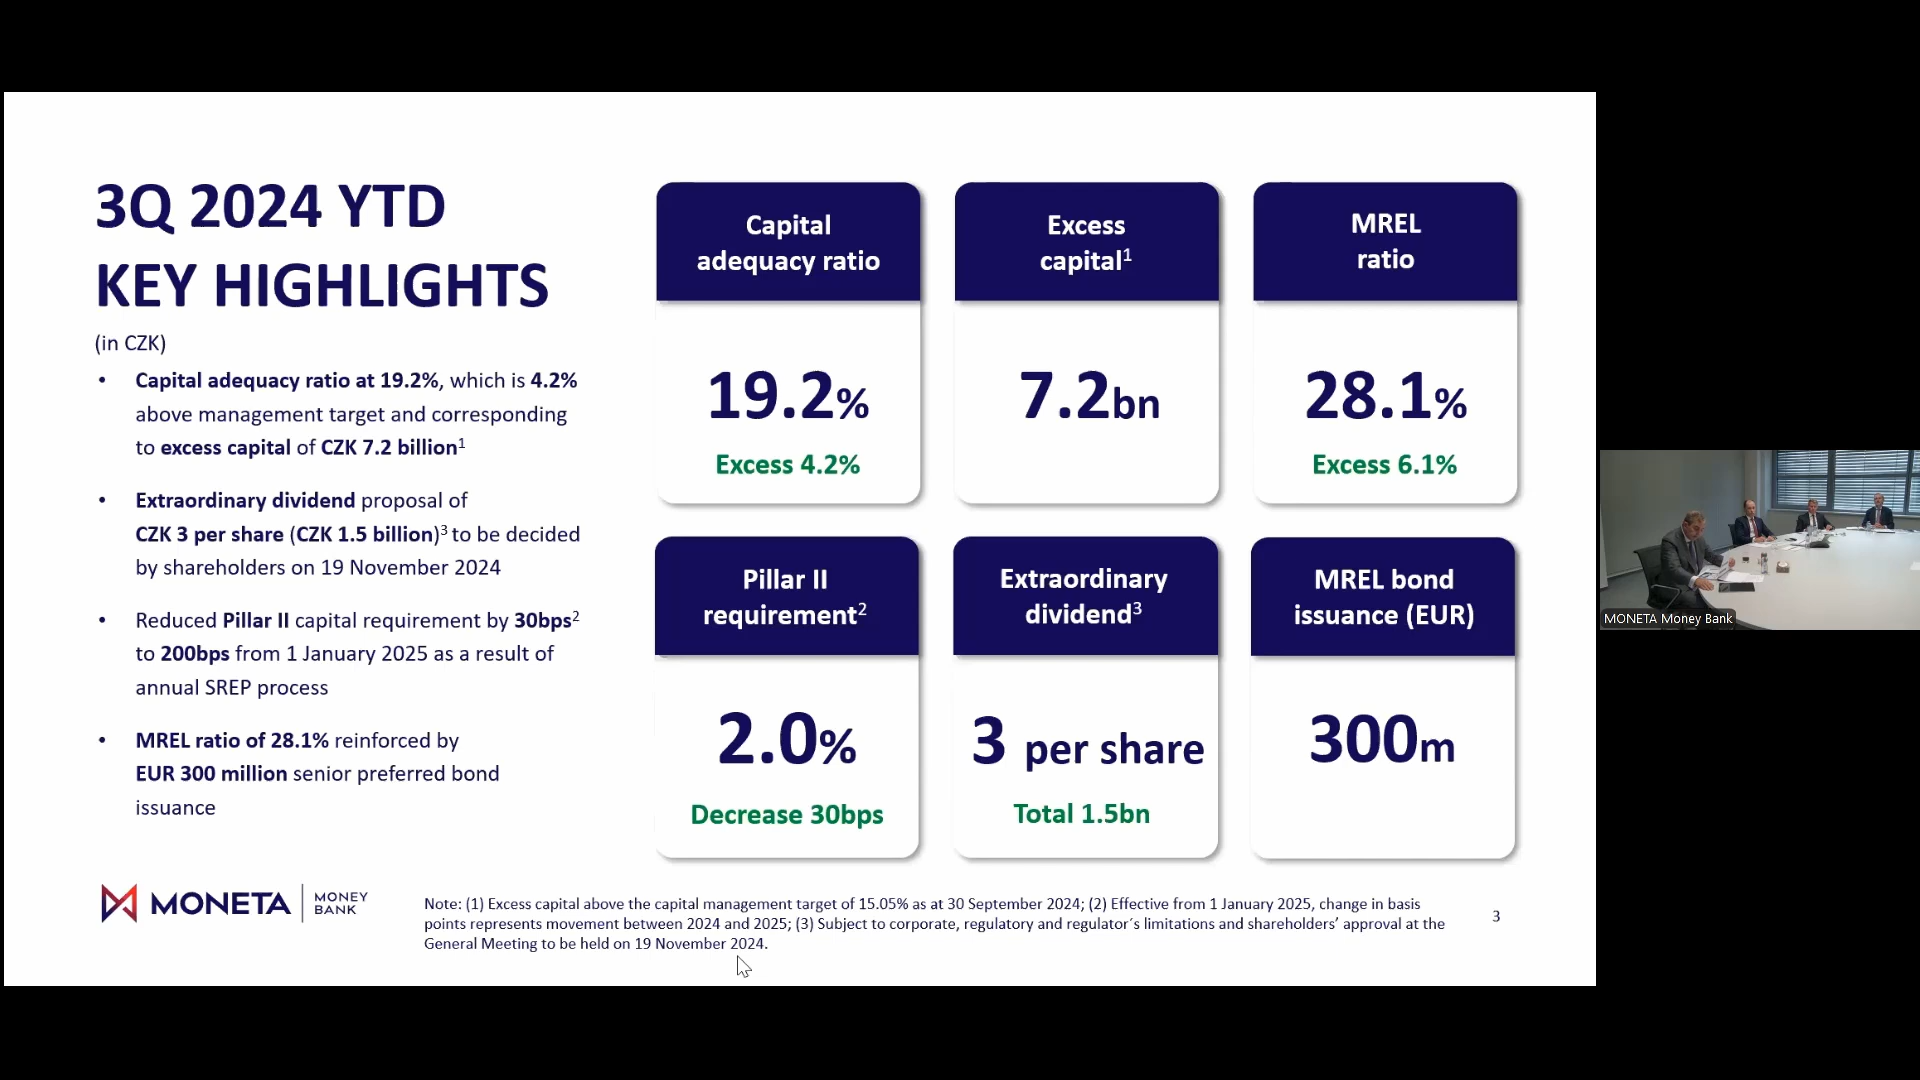 3Q 2024 YTD
KEY HIGHLIGHTS
(in CZK)
• Capital adequacy ratio at 19.2%, which is 4.2%
above management target and corresponding
to excess capital of CZK 7.2 billion¹
• Extraordinary dividend proposal of
CZK 3 per share (CZK 1.5 billion)³ to be decided
by shareholders on 19 November 2024
• Reduced Pillar II capital requirement by 30bps²
to 200bps from 1 January 2025 as a result of
annual SREP process
• MREL ratio of 28.1% reinforced by
EUR 300 million senior preferred bond
issuance
Capital
adequacy ratio
19.2%
Excess 4.2%
Excess
capital¹
7.2bn
MREL
ratio
28.1%
Excess 6.1%
Pillar II
requirement²
2.0%
Decrease 30bps
Extraordinary
dividend³
3 per share
Total 1.5bn
MREL bond
issuance (EUR)
300m
MONETA
MONEY
BANK
Note: (1) Excess capital above the capital management target of 15.05% as at 30 September 2024; (2) Effective from 1 January 2025, change in basis
points represents movement between 2024 and 2025; (3) Subject to corporate, regulatory and regulator´s limitations and shareholders’ approval at the
General Meeting to be held on 19 November 2024.
3
MONETA Money Bank